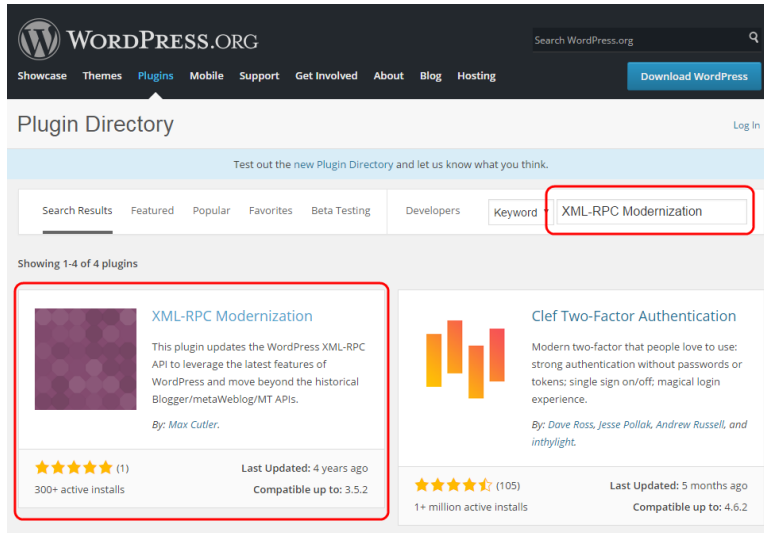 WORDPRESS.ORG
Search WordPress.org
Showcase Themes Plugins Mobile Support Get Involved About Blog Hosting
Download WordPress
Plugin Directory
Log In
Test out the new Plugin Directory and let us know what you think.
Search Results Featured Popular Favorites Beta Testing Developers Keyword XML-RPC Modernization
Showing 1-4 of 4 plugins
XML-RPC Modernization
This plugin updates the WordPress XML-RPC
API to leverage the latest features of
WordPress and move beyond the historical
Blogger/metaWeblog/MT APIs.
By: Max Cutler.
(1)
300+ active installs
Last Updated: 4 years ago
Compatible up to: 3.5.2
Clef Two-Factor Authentication
Modern two-factor that people love to use:
strong authentication without passwords or
tokens; single sign on/off; magical login
experience.
By: Dave Ross, Jesse Pollak, Andrew Russell, and
inthylight.
(105)
1+ million active installs
Last Updated: 5 months ago
Compatible up to: 4.6.2